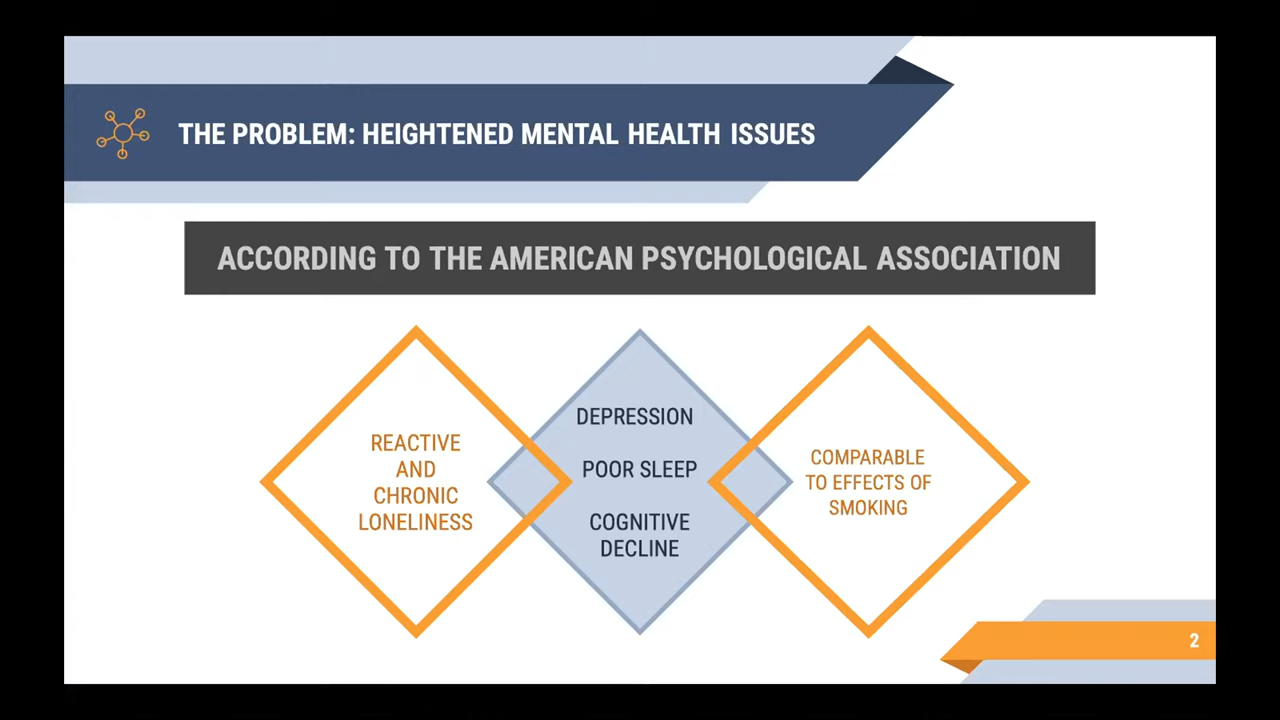 THE PROBLEM: HEIGHTENED MENTAL HEALTH ISSUES
ACCORDING TO THE AMERICAN PSYCHOLOGICAL ASSOCIATION
REACTIVE
AND
CHRONIC
LONELINESS
DEPRESSION
POOR SLEEP
COGNITIVE
DECLINE
COMPARABLE
TO EFFECTS OF
SMOKING
2